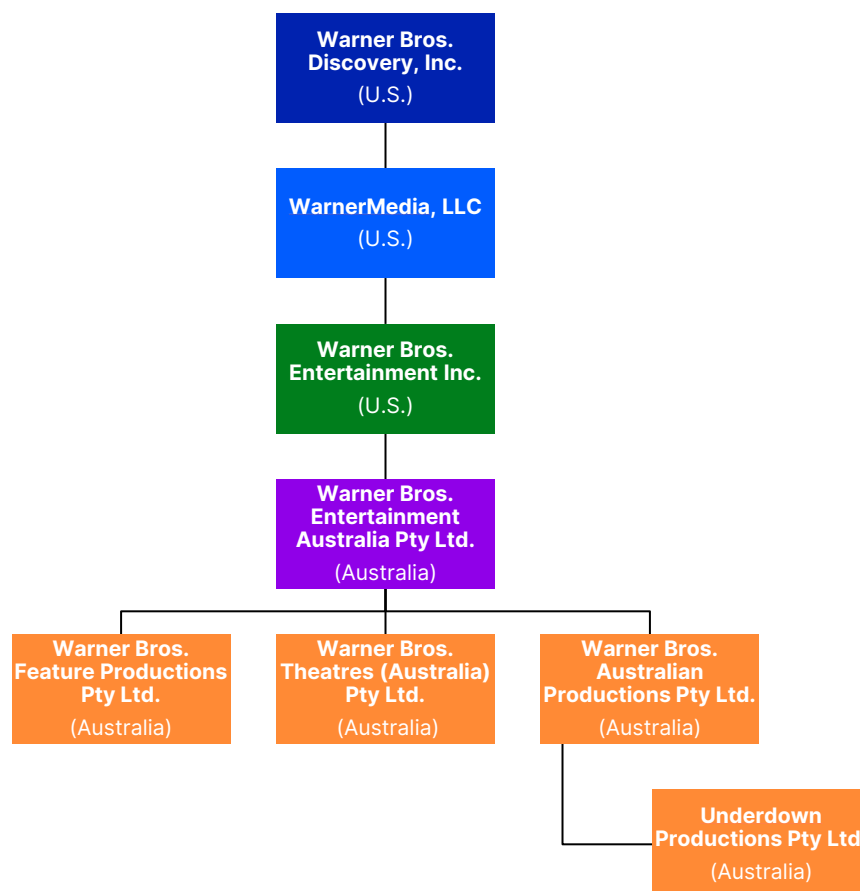 Warner Bros.
Discovery, Inc.
(U.S.)
WarnerMedia, LLC
(U.S.)
Warner Bros.
Entertainment Inc.
(U.S.)
Warner Bros.
Entertainment
Australia Pty Ltd.
(Australia)
Warner Bros.
Feature Productions
Pty Ltd.
(Australia)
Warner Bros.
Theatres (Australia)
Pty Ltd.
(Australia)
Warner Bros.
Australian
Productions Pty Ltd.
(Australia)
Underdown
Productions Pty Ltd
(Australia)